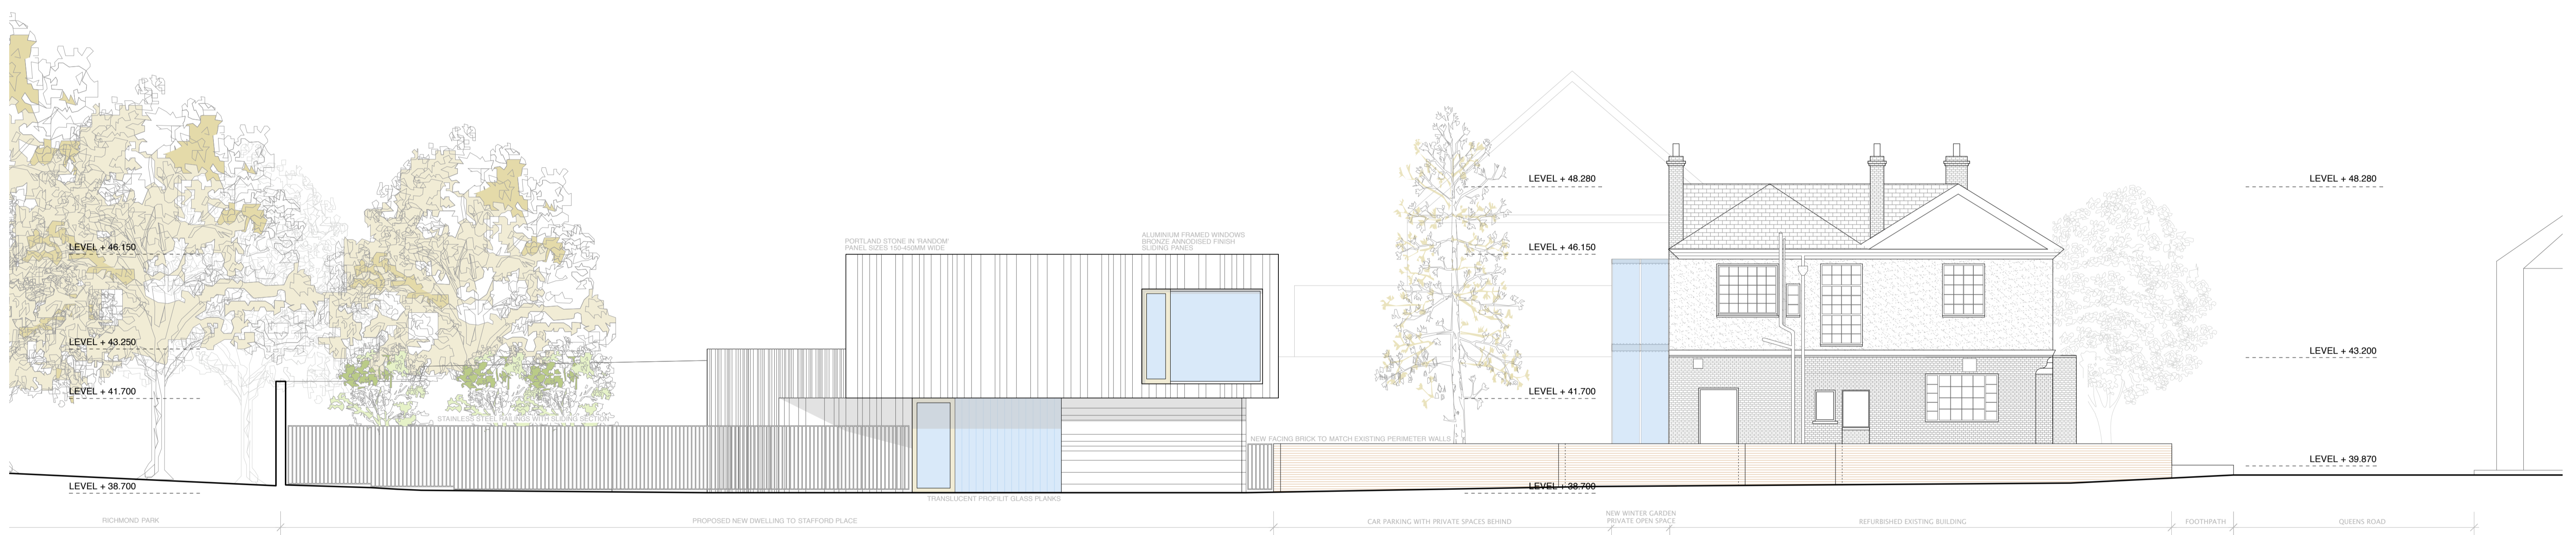 LEVEL + 48.280
LEVEL + 48.280
ALUMINIUM FRAMED WINDOWS
BRONZE ANNODISED FINISH
SLIDING PANES
PORTLAND STONE IN 'RANDOM'
PANEL SIZES 150-450MM WIDE
LEVEL + 46.150
LEVEL + 46.150
LEVEL + 43.250
LEVEL + 43.200
LEVEL + 41.700
LEVEL + 41.700
STAINLESS STEEL RAILINGS WITH SLIDING SECTION
NEW FACING BRICK TO MATCH EXISTING PERIMETER WALLS
LEVEL + 39.870
LEVEL + 38.700
LEVEL + 38.700
TRANSLUCENT PROFILIT GLASS PLANKS
RICHMOND PARK
PROPOSED NEW DWELLING TO STAFFORD PLACE
CAR PARKING WITH PRIVATE SPACES BEHIND
NEW WINTER GARDEN
PRIVATE OPEN SPACE
REFURBISHED EXISTING BUILDING
FOOTHPATH
QUEENS ROAD